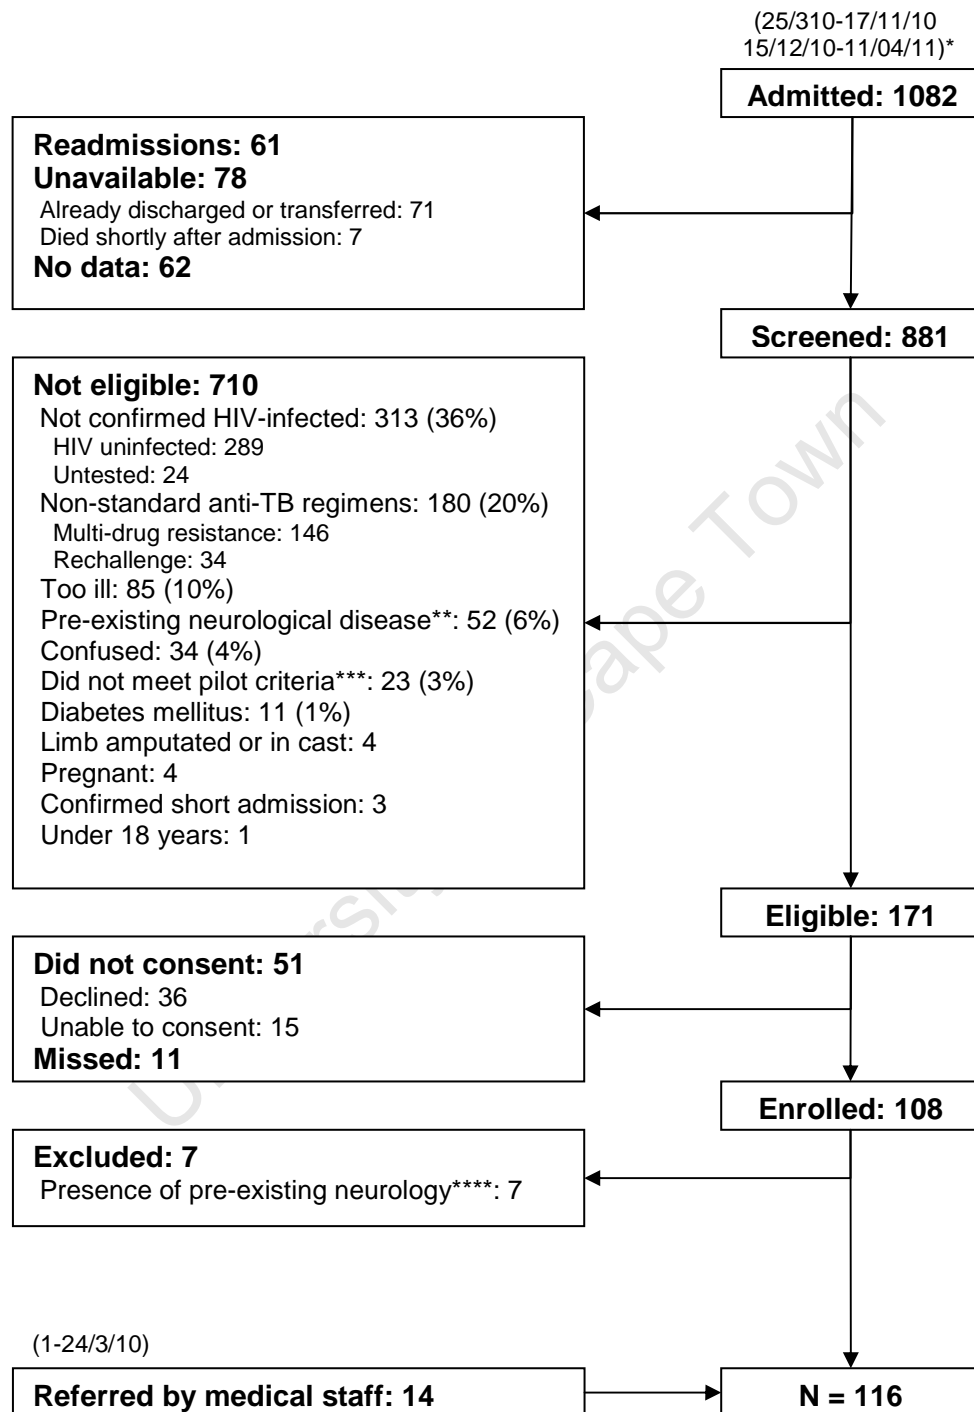 (25/310-17/11/10
15/12/10-11/04/11)*
Admitted: 1082
Readmissions: 61
Unavailable: 78
Already discharged or transferred: 71
Died shortly after admission: 7
No data: 62
Screened: 881
Not eligible: 710
Not confirmed HIV-infected: 313 (36%)
HIV uninfected: 289
Untested: 24
Non-standard anti-TB regimens: 180 (20%)
Multi-drug resistance: 146
Rechallenge: 34
Too ill: 85 (10%)
Pre-existing neurological disease**: 52 (6%)
Confused: 34 (4%)
Did not meet pilot criteria***: 23 (3%)
Diabetes mellitus: 11 (1%)
Limb amputated or in cast: 4
Pregnant: 4
Confirmed short admission: 3
Under 18 years: 1
Eligible: 171
Did not consent: 51
Declined: 36
Unable to consent: 15
Missed: 11
Enrolled: 108
Excluded: 7
Presence of pre-existing neurology****: 7
(1-24/3/10)
Referred by medical staff: 14
N = 116
Cape Town